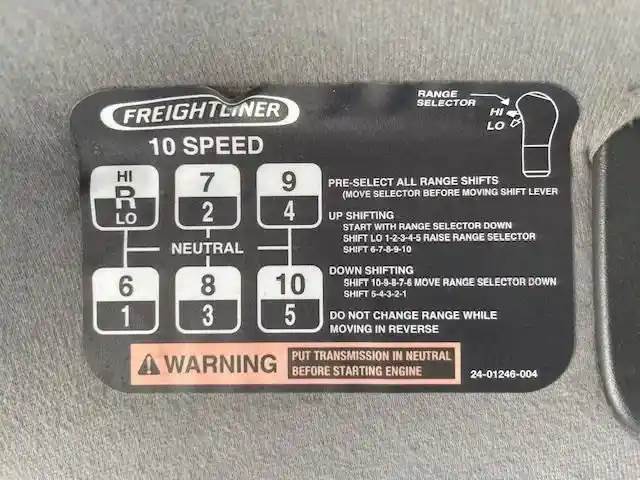 FREIGHTLINER
10 SPEED
RANGE
SELECTOR
HI
LO
HI
R
LO
7
2
9
4
NEUTRAL
6
1
8
3
10
5
PRE-SELECT ALL RANGE SHIFTS
(MOVE SELECTOR BEFORE MOVING SHIFT LEVER
UP SHIFTING
START WITH RANGE SELECTOR DOWN
SHIFT LO 1-2-3-4-5 RAISE RANGE SELECTOR
SHIFT 6-7-8-9-10
DOWN SHIFTING
SHIFT 10-9-8-7-6 MOVE RANGE SELECTOR DOWN
SHIFT 5-4-3-2-1
DO NOT CHANGE RANGE WHILE
MOVING IN REVERSE
WARNING
PUT TRANSMISSION IN NEUTRAL
BEFORE STARTING ENGINE
24-01246-004